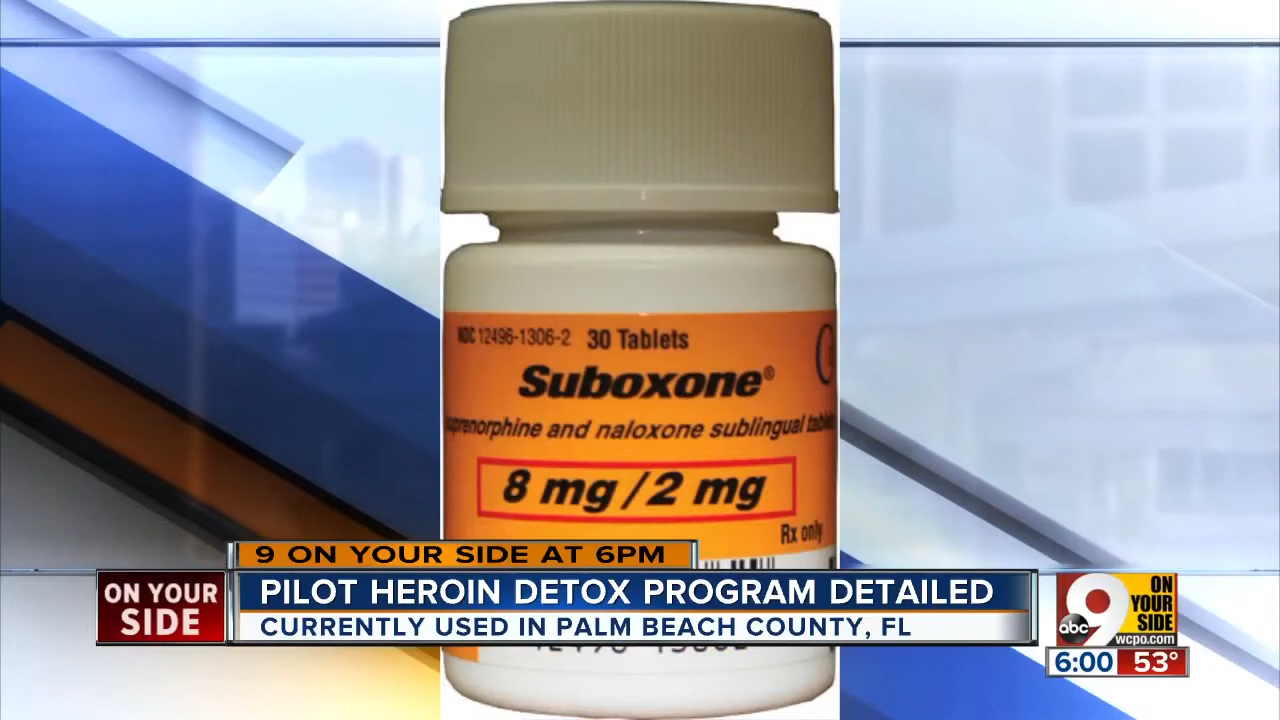 NDC 12496-1306-2 30 Tablets
Suboxone®
buprenorphine and naloxone sublingual tablets
8 mg/2 mg
Rx only
9 ON YOUR SIDE AT 6PM
ON YOUR
SIDE
PILOT HEROIN DETOX PROGRAM DETAILED
CURRENTLY USED IN PALM BEACH COUNTY, FL
abc 9 ON
YOUR
SIDE
wcpo.com
6:00 53°